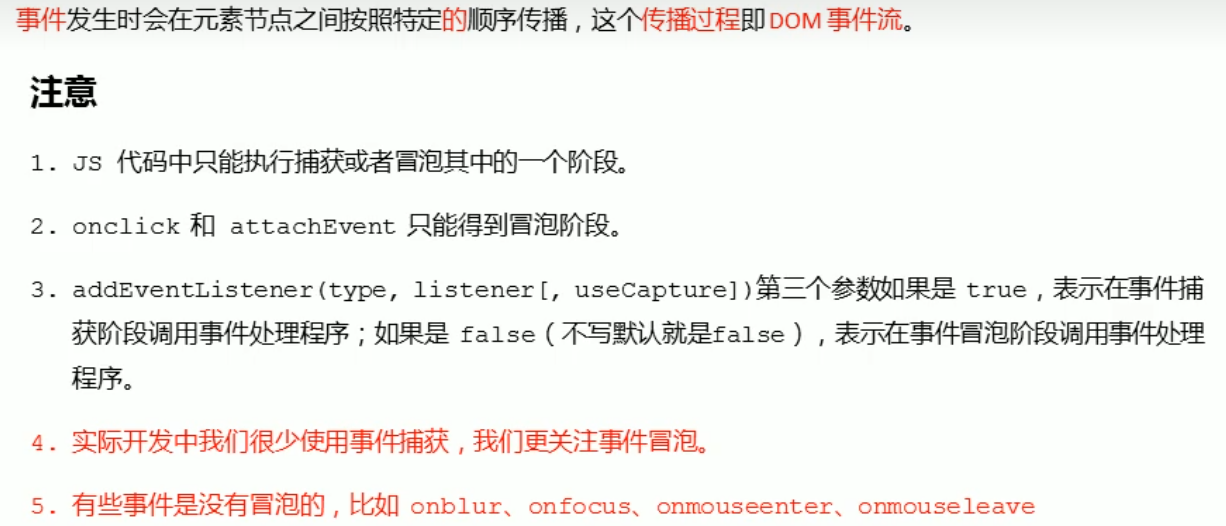 事件发生时会在元素节点之间按照特定的顺序传播，这个传播过程即 DOM 事件流。
注意
1. JS 代码中只能执行捕获或者冒泡其中的一个阶段。
2. onclick 和 attachEvent 只能得到冒泡阶段。
3. addEventListener(type, listener[, useCapture])第三个参数如果是 true，表示在事件捕
获阶段调用事件处理程序；如果是 false（不写默认就是false），表示在事件冒泡阶段调用事件处理
程序。
4. 实际开发中我们很少使用事件捕获，我们更关注事件冒泡。
5. 有些事件是没有冒泡的，比如 onblur、onfocus、onmouseenter、onmouseleave